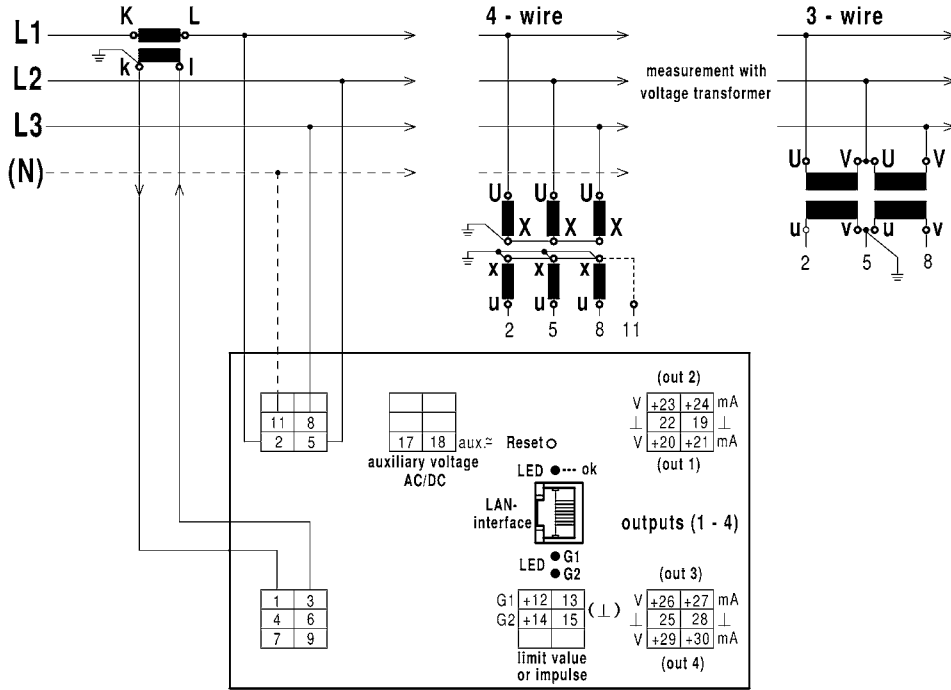 K L 4 - wire 3 - wire
L1
k l
L2 measurement with
voltage transformer
L3
(N)
U V U V
U X X X
u v u v
2 5 8
x x x
u u u
2 5 8 11
(out 2)
V +23 +24 mA
11 8 ⊥ 22 19 ⊥
2 5 17 18 aux.≂ Reset V +20 +21 mA
auxiliary voltage (out 1)
AC/DC
LED --- ok
LAN-
interface
outputs (1 - 4)
LED G1
G2
(out 3)
1 3 G1 +12 13 (⊥) V +26 +27 mA
4 6 G2 +14 15 ⊥ 25 28 ⊥
7 9 V +29 +30 mA
limit value
or impulse
(out 4)